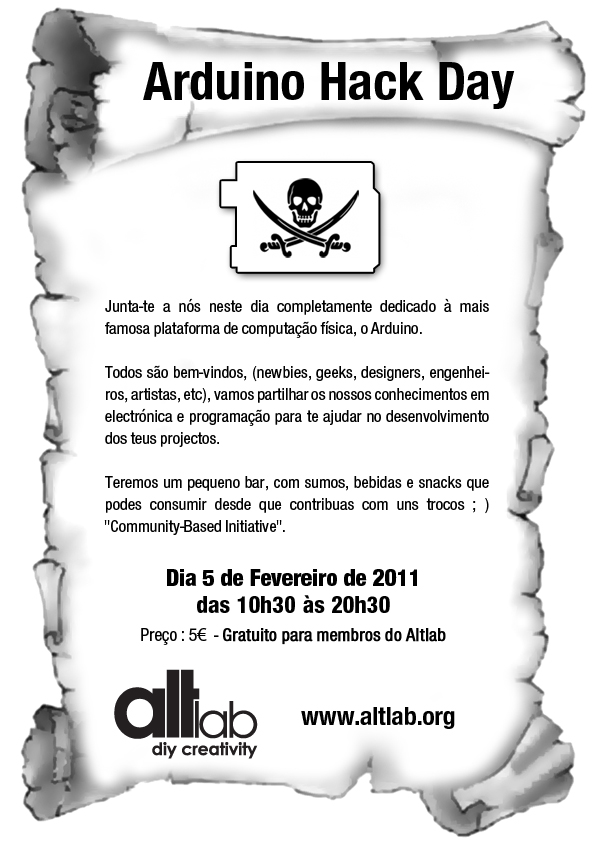 Arduino Hack Day
Junta-te a nós neste dia completamente dedicado à mais
famosa plataforma de computação física, o Arduino.
Todos são bem-vindos, (newbies, geeks, designers, engenhei-
ros, artistas, etc), vamos partilhar os nossos conhecimentos em
electrónica e programação para te ajudar no desenvolvimento
dos teus projectos.
Teremos um pequeno bar, com sumos, bebidas e snacks que
podes consumir desde que contribuas com uns trocos ; )
"Community-Based Initiative".
Dia 5 de Fevereiro de 2011
das 10h30 às 20h30
Preço : 5€ - Gratuito para membros do Altlab
altlab
diy creativity
www.altlab.org